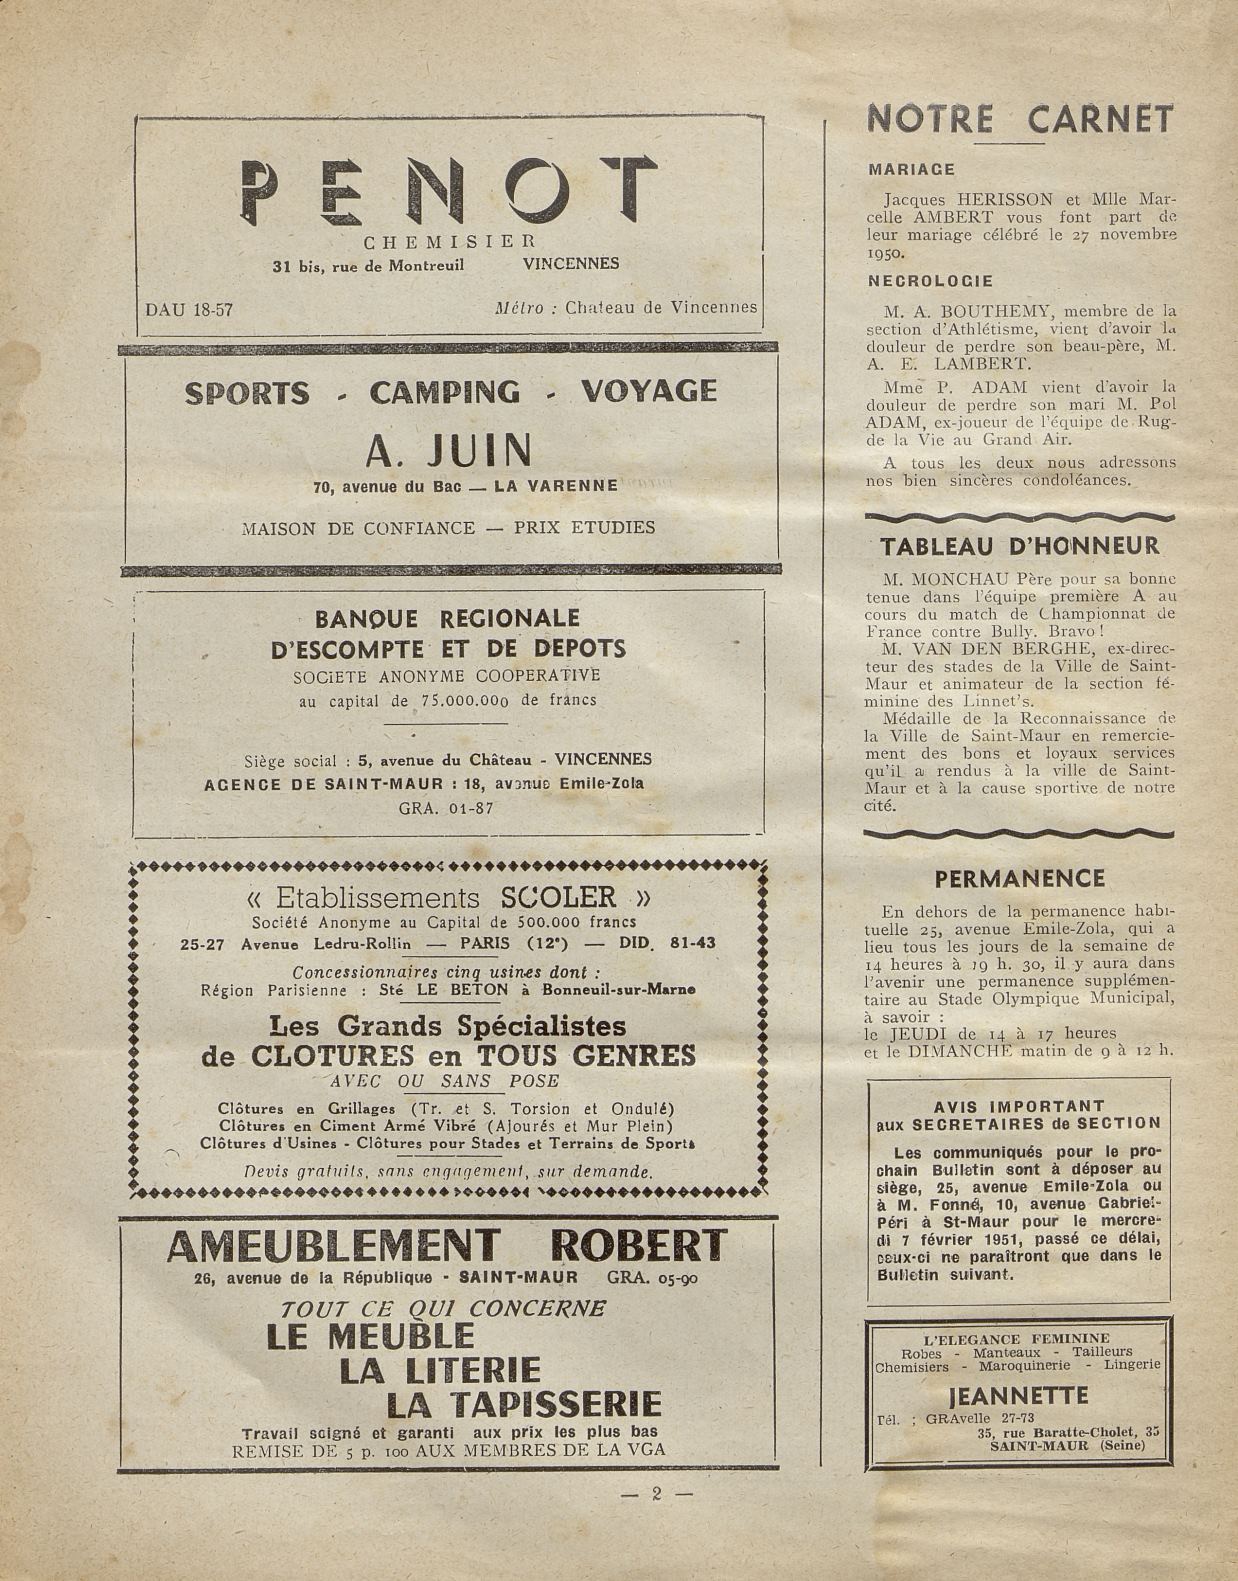 PENOT
CHEMISIER
31 bis, rue de Montreuil VINCENNES
DAU 18-57 Métro : Chateau de Vincennes
SPORTS - CAMPING - VOYAGE
A. JUIN
70, avenue du Bac — LA VARENNE
MAISON DE CONFIANCE — PRIX ETUDIES
BANQUE REGIONALE
D'ESCOMPTE ET DE DEPOTS
SOCIETE ANONYME COOPERATIVE
au capital de 75.000.000 de francs
Siège social : 5, avenue du Château - VINCENNES
AGENCE DE SAINT-MAUR : 18, avenue Emile-Zola
GRA. 01-87
« Etablissements SCOLER »
Société Anonyme au Capital de 500.000 francs
25-27 Avenue Ledru-Rollin — PARIS (12e) — DID. 81-43
Concessionnaires cinq usines dont :
Région Parisienne : Sté LE BETON à Bonneuil-sur-Marne
Les Grands Spécialistes
de CLOTURES en TOUS GENRES
AVEC OU SANS POSE
Clôtures en Grillages (Tr. et S. Torsion et Ondulé)
Clôtures en Ciment Armé Vibré (Ajourés et Mur Plein)
Clôtures d'Usines - Clôtures pour Stades et Terrains de Sports
Devis gratuits, sans engagement, sur demande.
AMEUBLEMENT ROBERT
26, avenue de la République - SAINT-MAUR GRA. 05-90
TOUT CE QUI CONCERNE
LE MEUBLE
LA LITERIE
LA TAPISSERIE
Travail soigné et garanti aux prix les plus bas
REMISE DE 5 p. 100 AUX MEMBRES DE LA VGA
NOTRE CARNET
MARIAGE
Jacques HERISSON et Mlle Mar-
celle AMBERT vous font part de
leur mariage célébré le 27 novembre
1950.
NECROLOGIE
M. A. BOUTHEMY, membre de la
section d'Athlétisme, vient d'avoir la
douleur de perdre son beau-père, M.
A. E. LAMBERT.
Mme P. ADAM vient d'avoir la
douleur de perdre son mari M. Pol
ADAM, ex-joueur de l'équipe de Rug-
de la Vie au Grand Air.
A tous les deux nous adressons
nos bien sincères condoléances.
TABLEAU D'HONNEUR
M. MONCHAU Père pour sa bonne
tenue dans l'équipe première A au
cours du match de Championnat de
France contre Bully. Bravo !
M. VAN DEN BERGHE, ex-direc-
teur des stades de la Ville de Saint-
Maur et animateur de la section fé-
minine des Linnet's.
Médaille de la Reconnaissance de
la Ville de Saint-Maur en remercie-
ment des bons et loyaux services
qu'il a rendus à la ville de Saint-
Maur et à la cause sportive de notre
cité.
PERMANENCE
En dehors de la permanence habi-
tuelle 25, avenue Emile-Zola, qui a
lieu tous les jours de la semaine de
14 heures à 19 h. 30, il y aura dans
l'avenir une permanence supplémen-
taire au Stade Olympique Municipal,
à savoir :
le JEUDI de 14 à 17 heures
et le DIMANCHE matin de 9 à 12 h.
AVIS IMPORTANT
aux SECRETAIRES de SECTION
Les communiqués pour le pro-
chain Bulletin sont à déposer au
siège, 25, avenue Emile-Zola ou
à M. Fonné, 10, avenue Gabriel-
Péri à St-Maur pour le mercre-
di 7 février 1951, passé ce délai,
ceux-ci ne paraîtront que dans le
Bulletin suivant.
L'ELEGANCE FEMININE
Robes - Manteaux - Tailleurs
Chemisiers - Maroquinerie - Lingerie
JEANNETTE
Tél. : GRAvelle 27-73
35, rue Baratte-Cholet, 35
SAINT-MAUR (Seine)
— 2 —